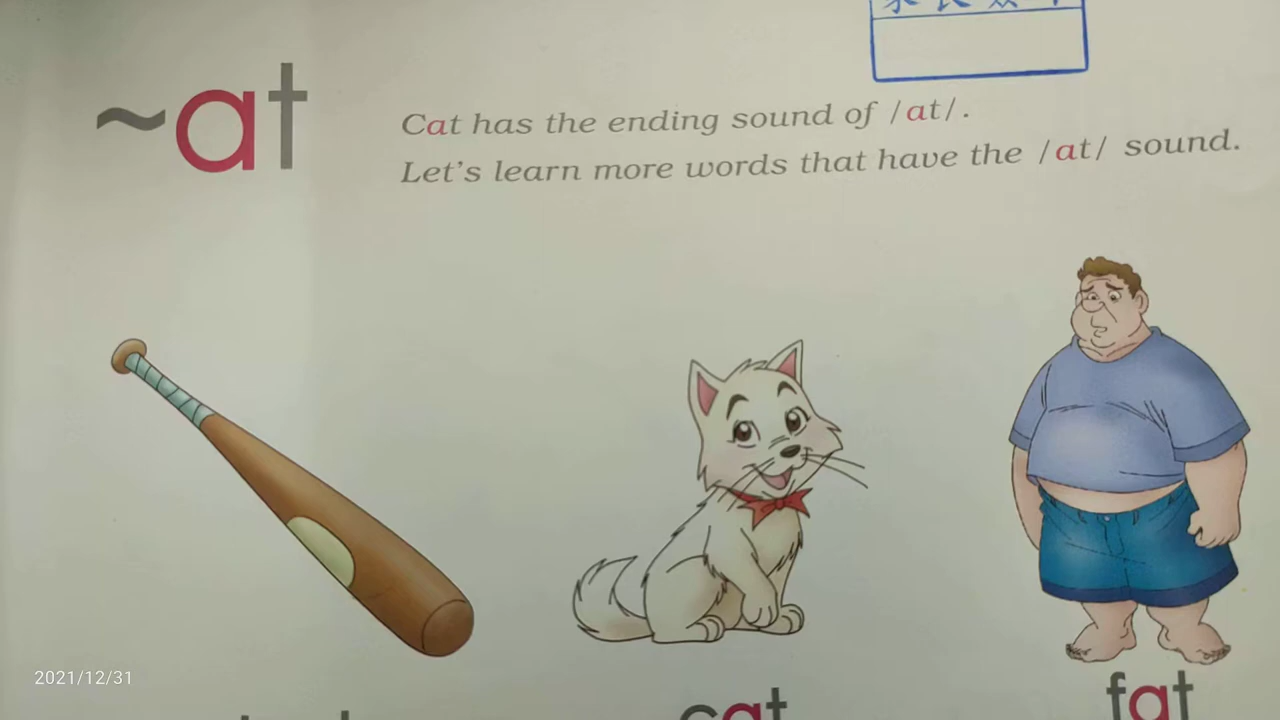 ~at
Cat has the ending sound of /at/.
Let's learn more words that have the /at/ sound.
cat
fat
2021/12/31